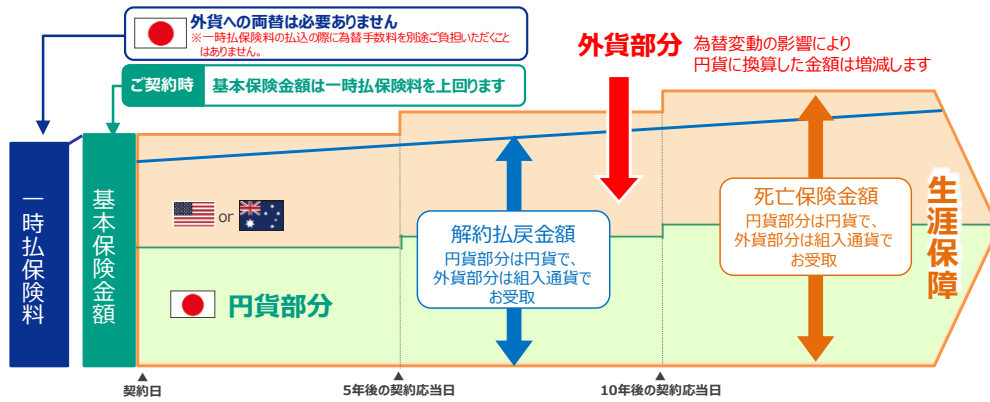 外貨への両替は必要ありません
※一時払保険料の払込の際に為替手数料を別途ご負担いただくこと
はありません。
ご契約時 基本保険金額は一時払保険料を上回ります
外貨部分 為替変動の影響により
円貨に換算した金額は増減します
一時払保険料
基本保険金額
or
円貨部分
解約払戻金額
円貨部分は円貨で、
外貨部分は組入通貨で
お受取
死亡保険金額
円貨部分は円貨で、
外貨部分は組入通貨で
お受取
生涯保障
▲
契約日
▲
5年後の契約応当日
▲
10年後の契約応当日